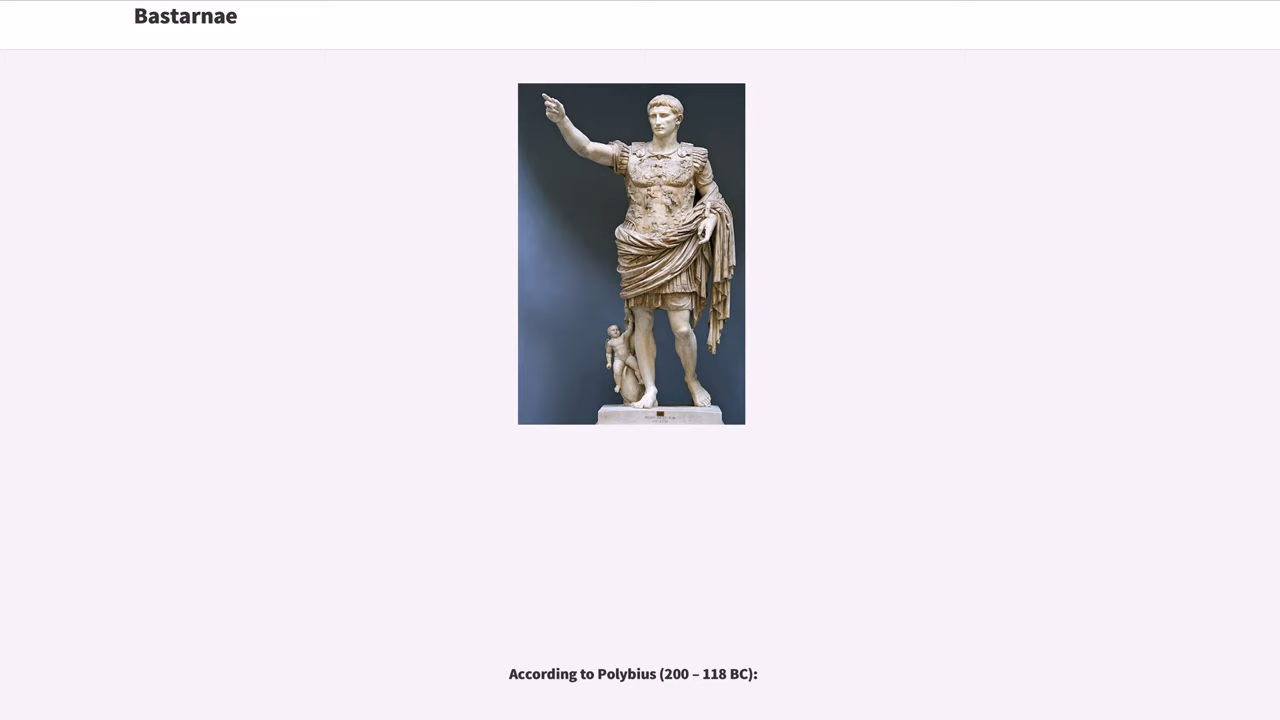 Bastarnae
According to Polybius (200 – 118 BC):